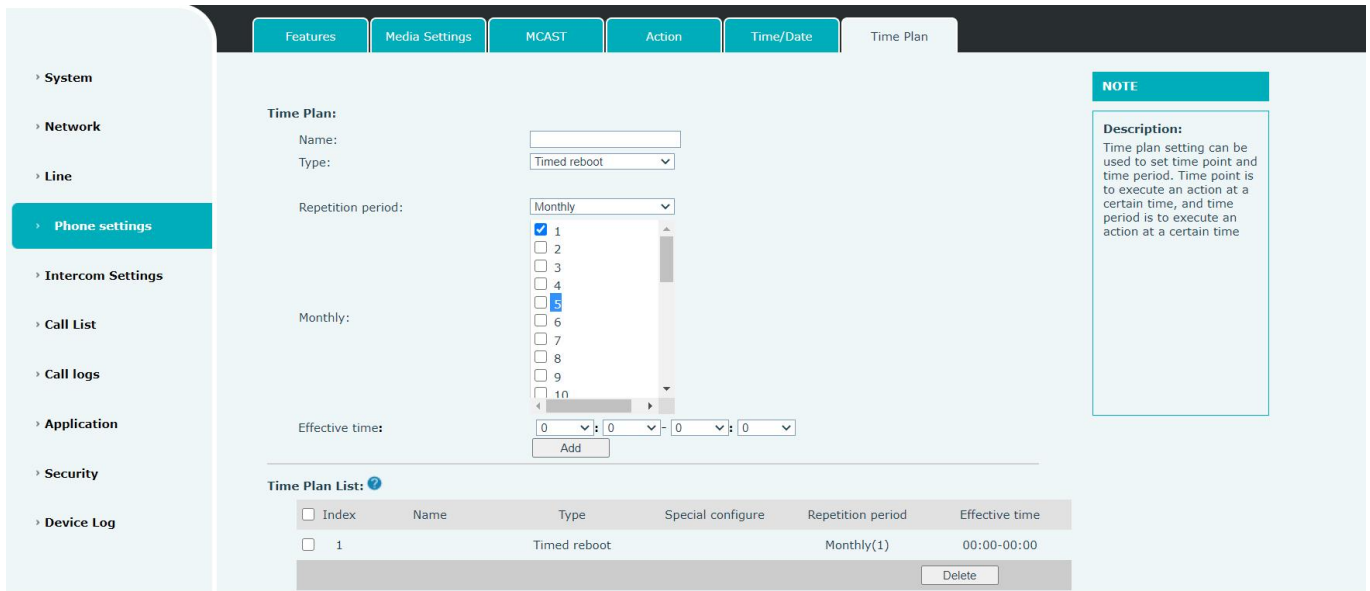 Features Media Settings MCAST Action Time/Date Time Plan
System
Network
Line
Phone settings
Intercom Settings
Call List
Call logs
Application
Security
Device Log
Time Plan:
Name:
Type: Timed reboot
Repetition period: Monthly
Monthly:
1
2
3
4
5
6
7
8
9
10
Effective time: 0 : 0 - 0 : 0
Add
Time Plan List: ?
Index Name Type Special configure Repetition period Effective time
1 Timed reboot Monthly(1) 00:00-00:00
Delete
NOTE
Description:
Time plan setting can be
used to set time point and
time period. Time point is
to execute an action at a
certain time, and time
period is to execute an
action at a certain time